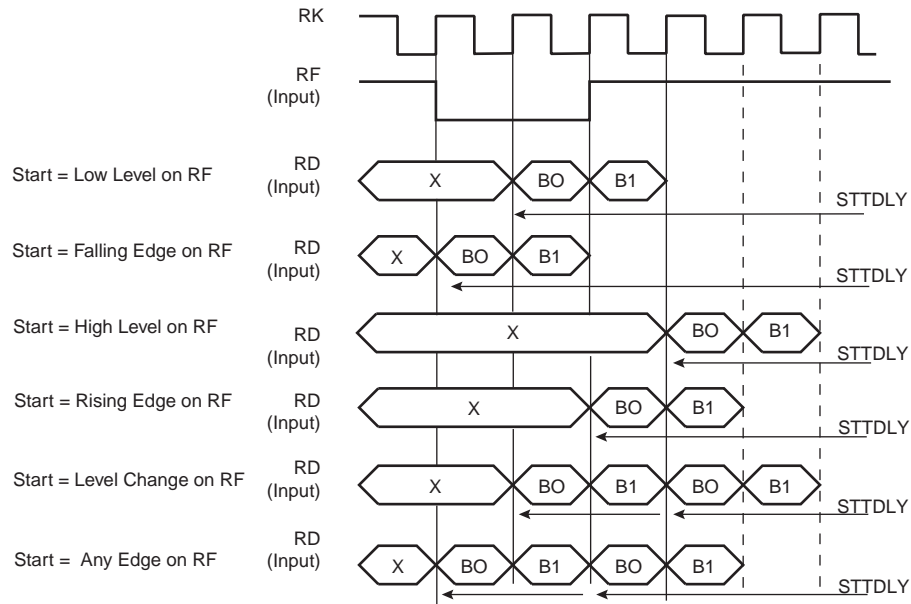 RK
RF
(Input)
Start = Low Level on RF
RD
(Input)
X
BO
B1
STTDLY
Start = Falling Edge on RF
RD
(Input)
X
BO
B1
STTDLY
Start = High Level on RF
RD
(Input)
X
BO
B1
STTDLY
Start = Rising Edge on RF
RD
(Input)
X
BO
B1
STTDLY
Start = Level Change on RF
RD
(Input)
X
BO
B1
BO
B1
STTDLY
Start = Any Edge on RF
RD
(Input)
X
BO
B1
BO
B1
STTDLY